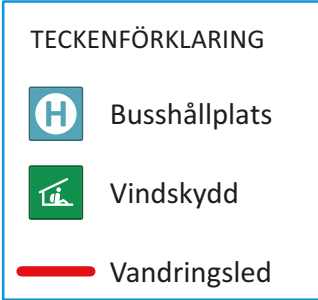 TECKENFÖRKLARING
H Busshållplats
Vindskydd
Vandringsled